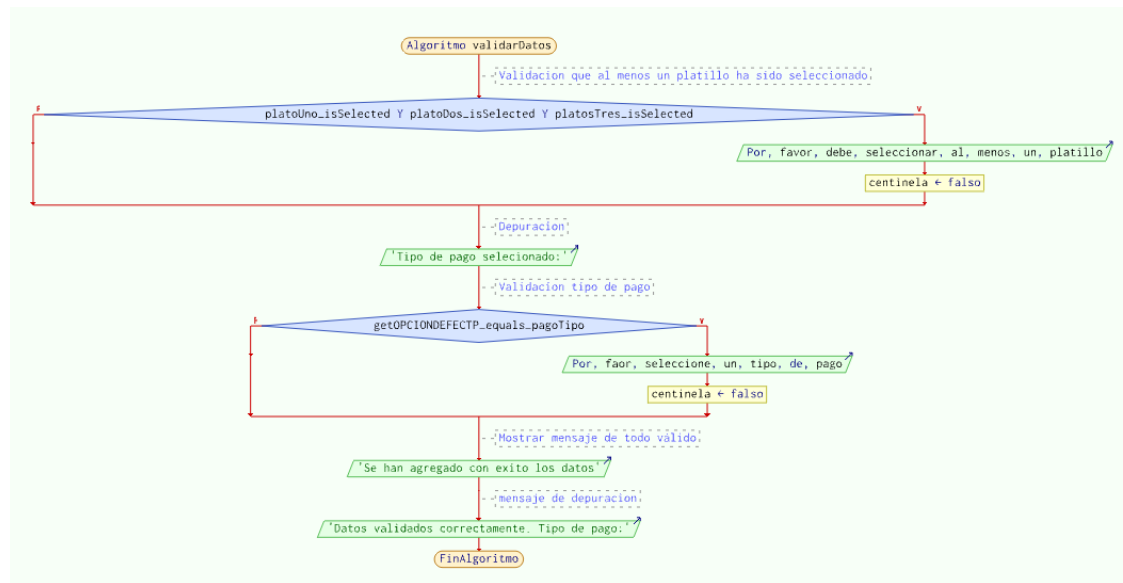 Algoritmo validarDatos
Validacion que al menos un platillo ha sido seleccionado.
F
V
platoUno_isSelected Y platoDos_isSelected Y platosTres_isSelected
Por, favor, debe, seleccionar, al, menos, un, platillo
centinela ← falso
Depuracion
'Tipo de pago selecionado:'
Validacion tipo de pago
F
V
getOPCIONDEFECTP_equals_pagoTipo
Por, faor, seleccione, un, tipo, de, pago
centinela ← falso
Mostrar mensaje de todo válido.
'Se han agregado con exito los datos'
mensaje de depuracion
'Datos validados correctamente. Tipo de pago:'
FinAlgoritmo